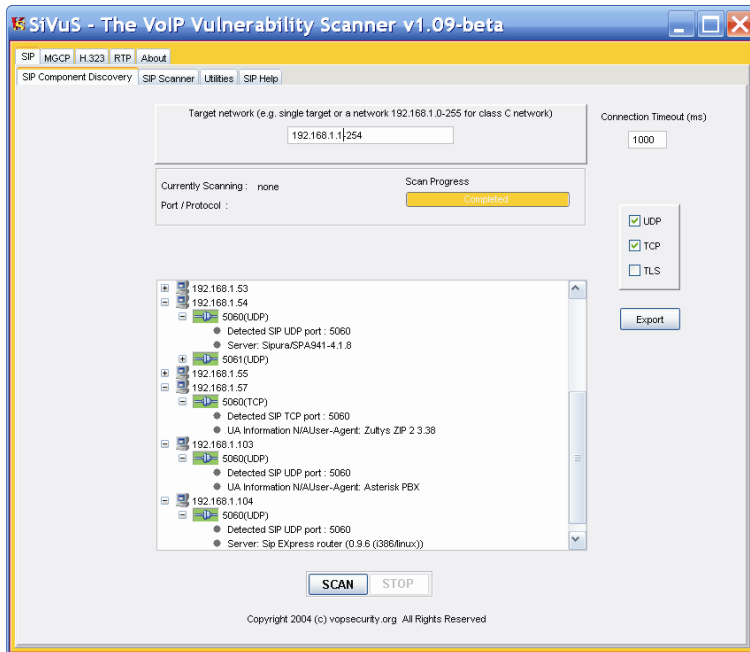 SiVuS - The VoIP Vulnerability Scanner v1.09-beta
SIP MGCP H.323 RTP About
SIP Component Discovery SIP Scanner Utilities SIP Help
Target network (e.g. single target or a network 192.168.1.0-255 for class C network)
192.168.1.1-254
Connection Timeout (ms)
1000
Currently Scanning : none
Scan Progress
Port / Protocol :
Completed
UDP
TCP
TLS
Export
192.168.1.53
192.168.1.54
5060(UDP)
Detected SIP UDP port : 5060
Server: Sipura/SPA941-4.1.8
5061(UDP)
192.168.1.55
192.168.1.57
5060(TCP)
Detected SIP TCP port : 5060
UA Information N/AUser-Agent: Zultys ZIP 2 3.38
192.168.1.103
5060(UDP)
Detected SIP UDP port : 5060
UA Information N/AUser-Agent: Asterisk PBX
192.168.1.104
5060(UDP)
Detected SIP UDP port : 5060
Server: Sip EXpress router (0.9.6 (i386/linux))
SCAN STOP
Copyright 2004 (c) vopsecurity.org All Rights Reserved